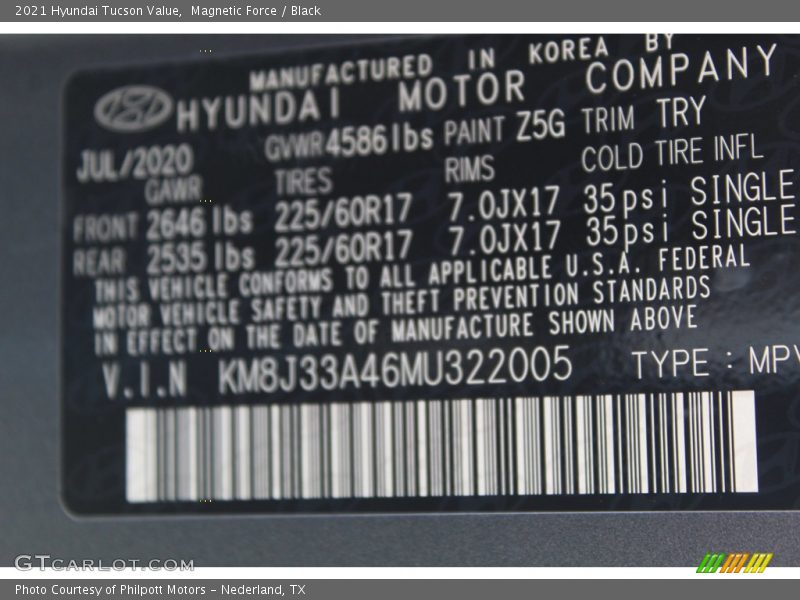 2021 Hyundai Tucson Value, Magnetic Force / Black
MANUFACTURED IN KOREA BY
HYUNDAI MOTOR COMPANY
JUL/2020 GVWR 4586lbs PAINT Z5G TRIM TRY
GAWR TIRES RIMS COLD TIRE INFL
FRONT 2646 lbs 225/60R17 7.0JX17 35psi SINGLE
REAR 2535 lbs 225/60R17 7.0JX17 35psi SINGLE
THIS VEHICLE CONFORMS TO ALL APPLICABLE U.S.A. FEDERAL
MOTOR VEHICLE SAFETY AND THEFT PREVENTION STANDARDS
IN EFFECT ON THE DATE OF MANUFACTURE SHOWN ABOVE
V.I.N KM8J33A46MU322005 TYPE : MPV
GTCARLOT.COM
Photo Courtesy of Philpott Motors - Nederland, TX